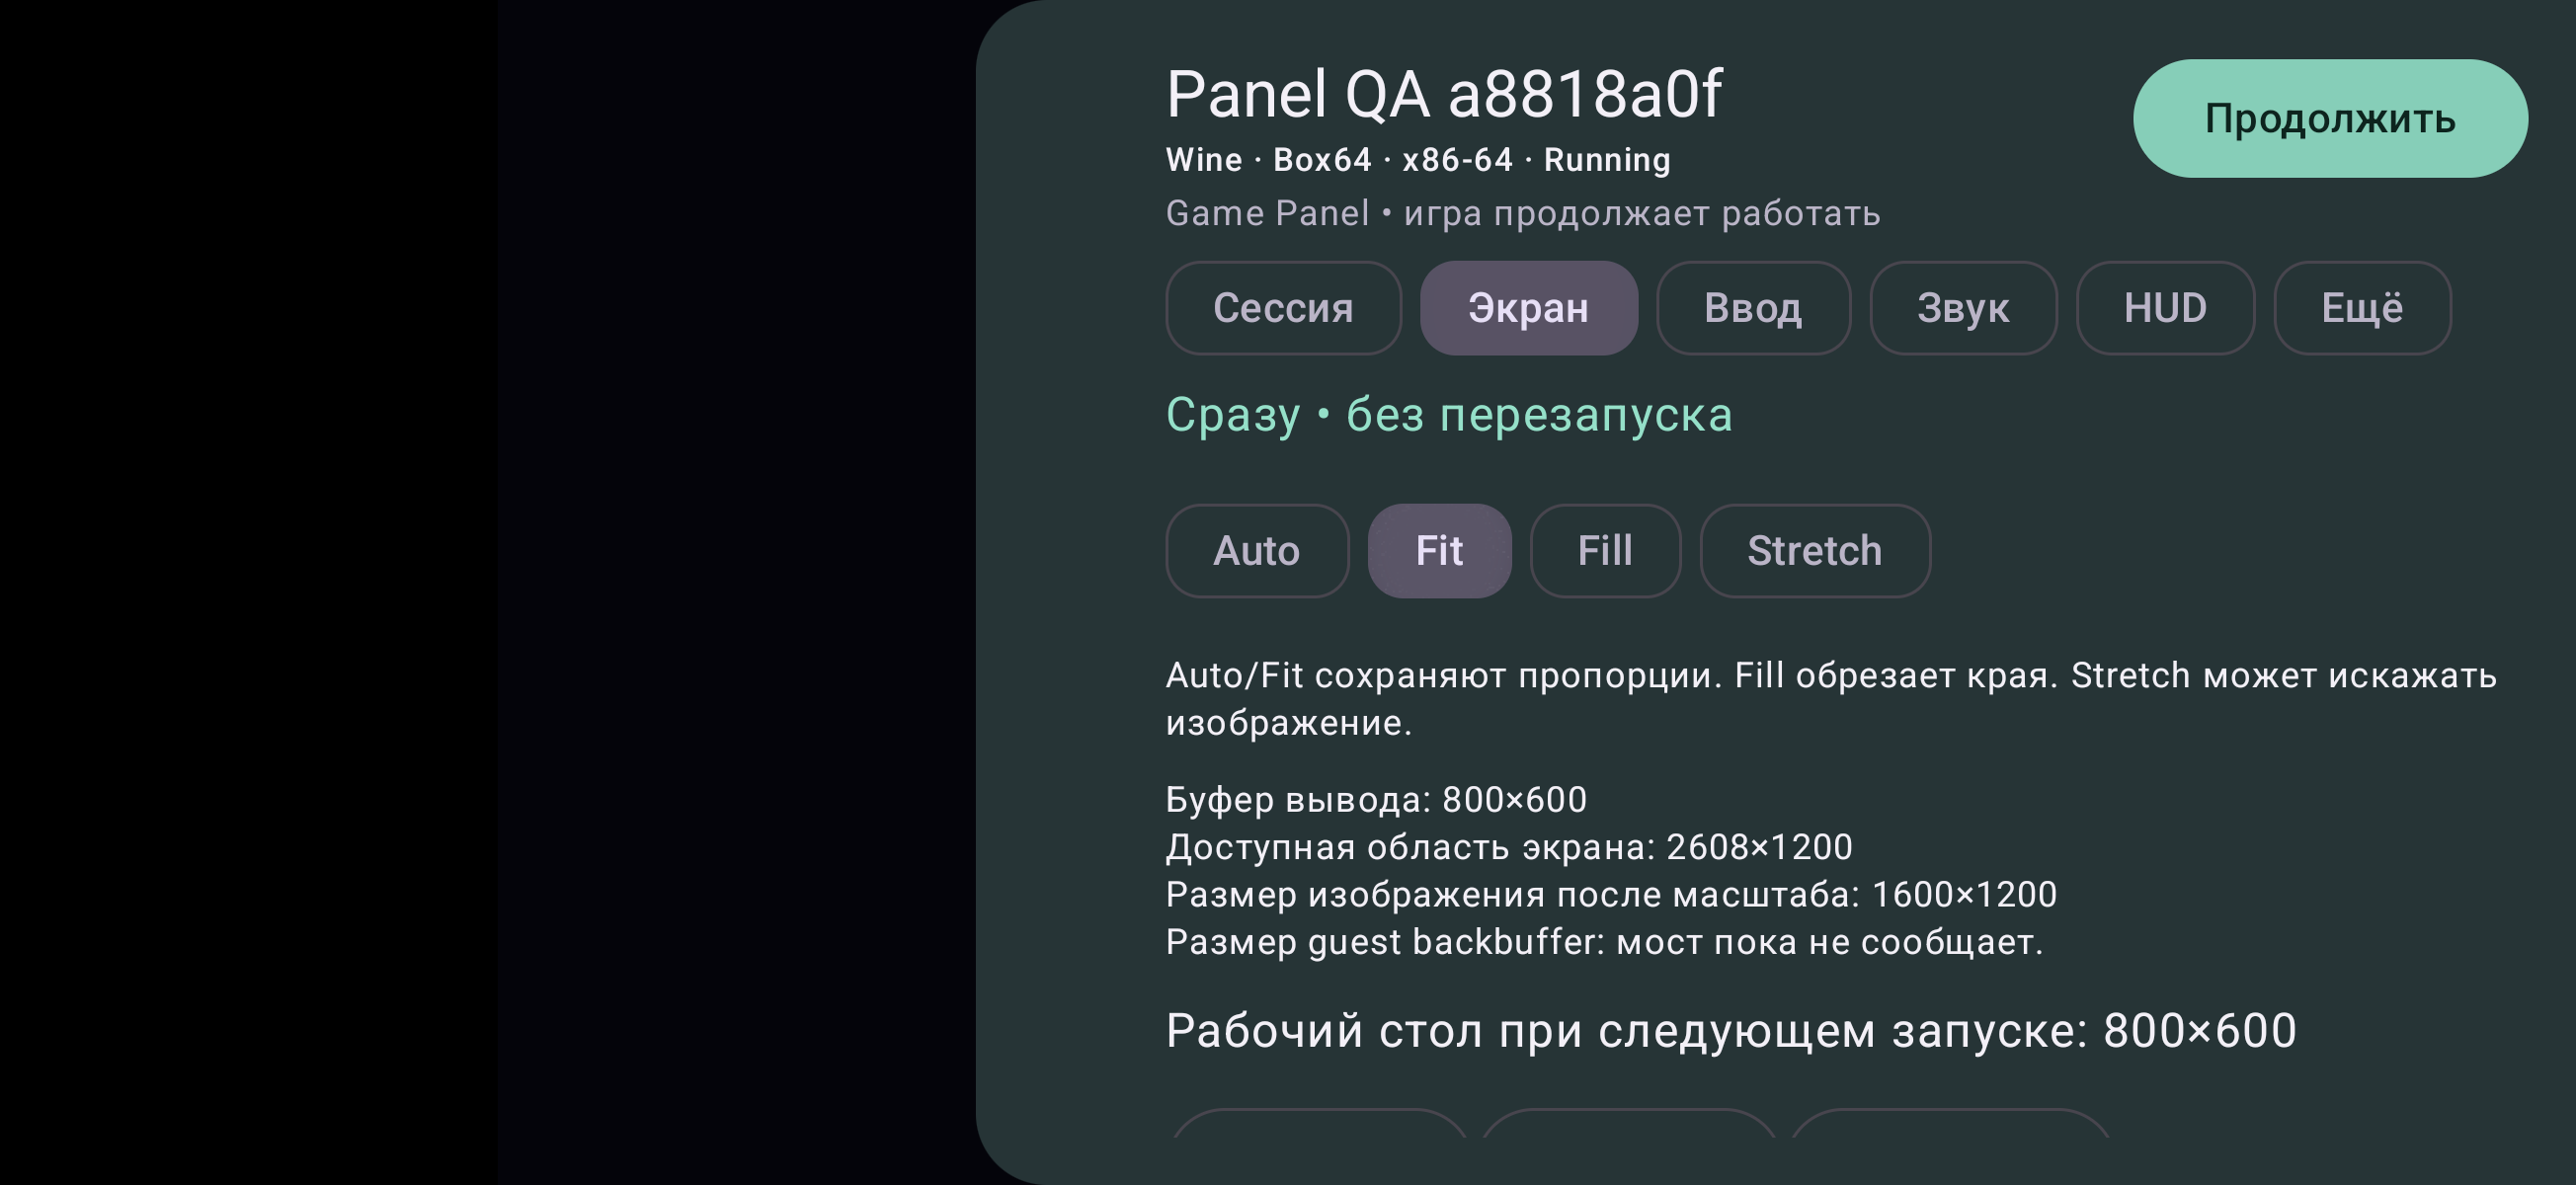 Panel QA a8818a0f
Продолжить
Wine · Box64 · x86-64 · Running
Game Panel • игра продолжает работать
Сессия Экран Ввод Звук HUD Ещё
Сразу • без перезапуска
Auto Fit Fill Stretch
Auto/Fit сохраняют пропорции. Fill обрезает края. Stretch может искажать
изображение.
Буфер вывода: 800×600
Доступная область экрана: 2608×1200
Размер изображения после масштаба: 1600×1200
Размер guest backbuffer: мост пока не сообщает.
Рабочий стол при следующем запуске: 800×600